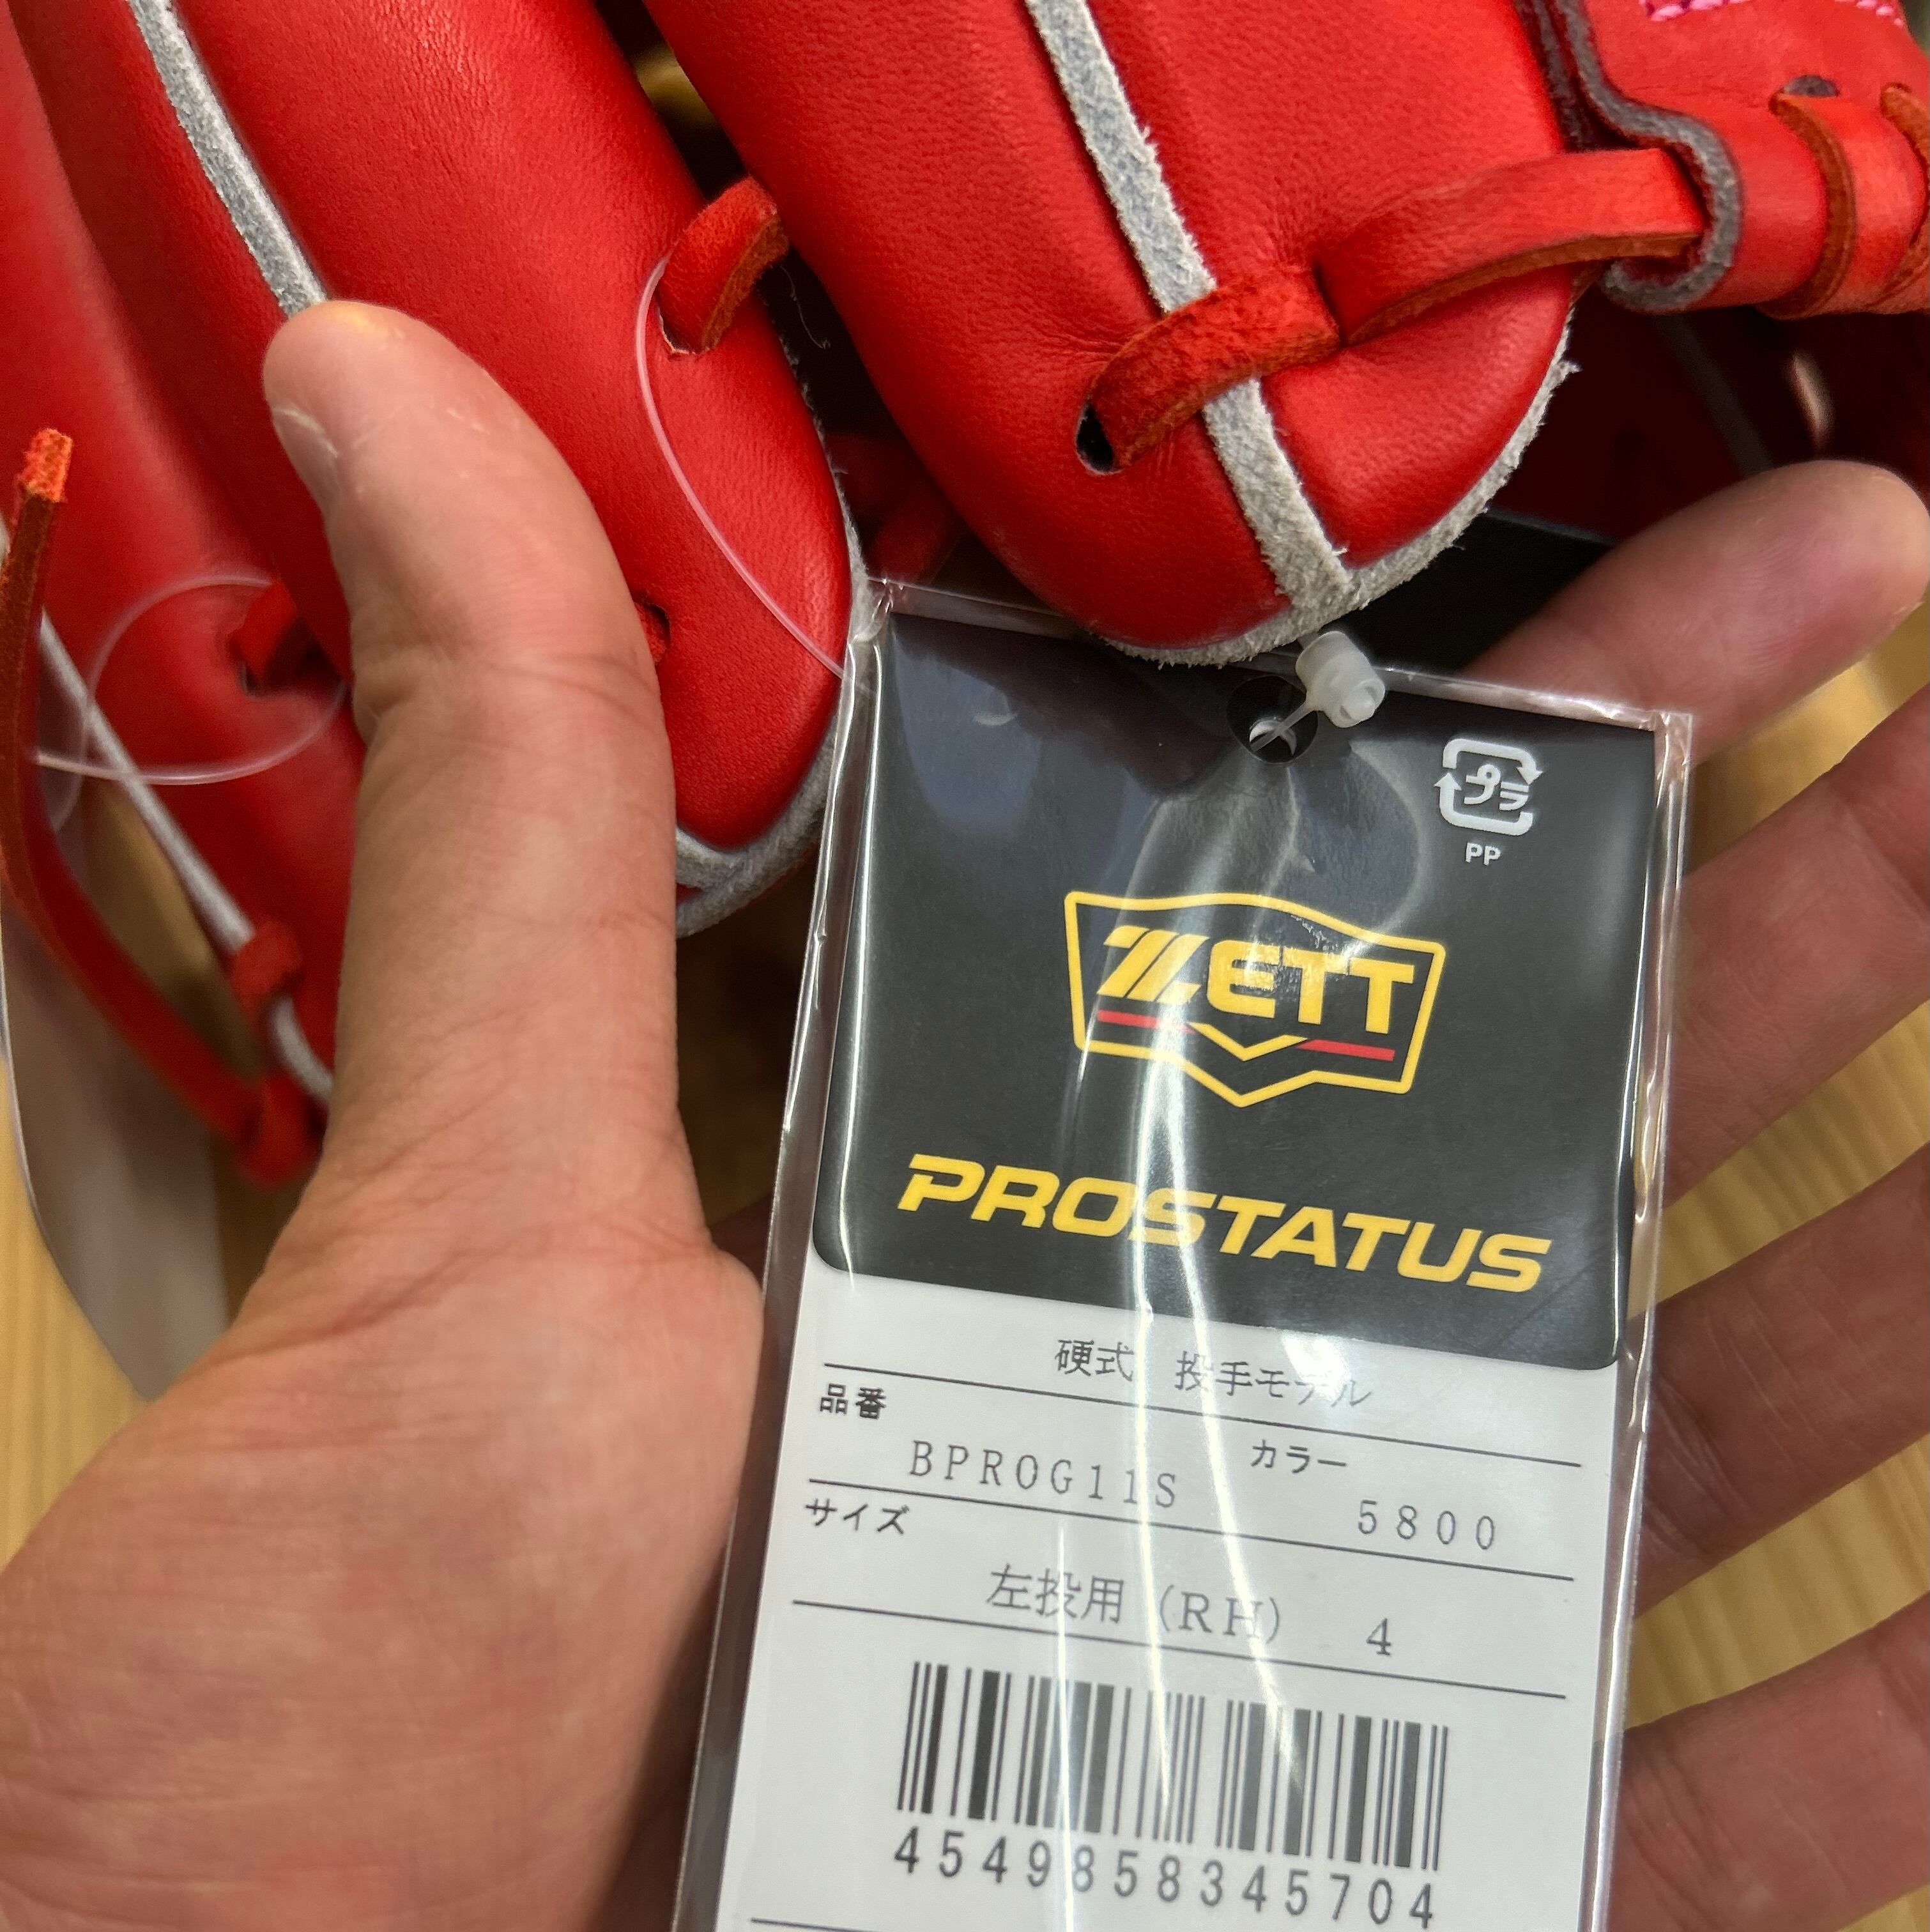 プラ
PP
ZETT
PROSTATUS
硬式 投手モデル
品番
BPROG11S
カラー
5800
サイズ
左投用 (RH) 4
4549858345704